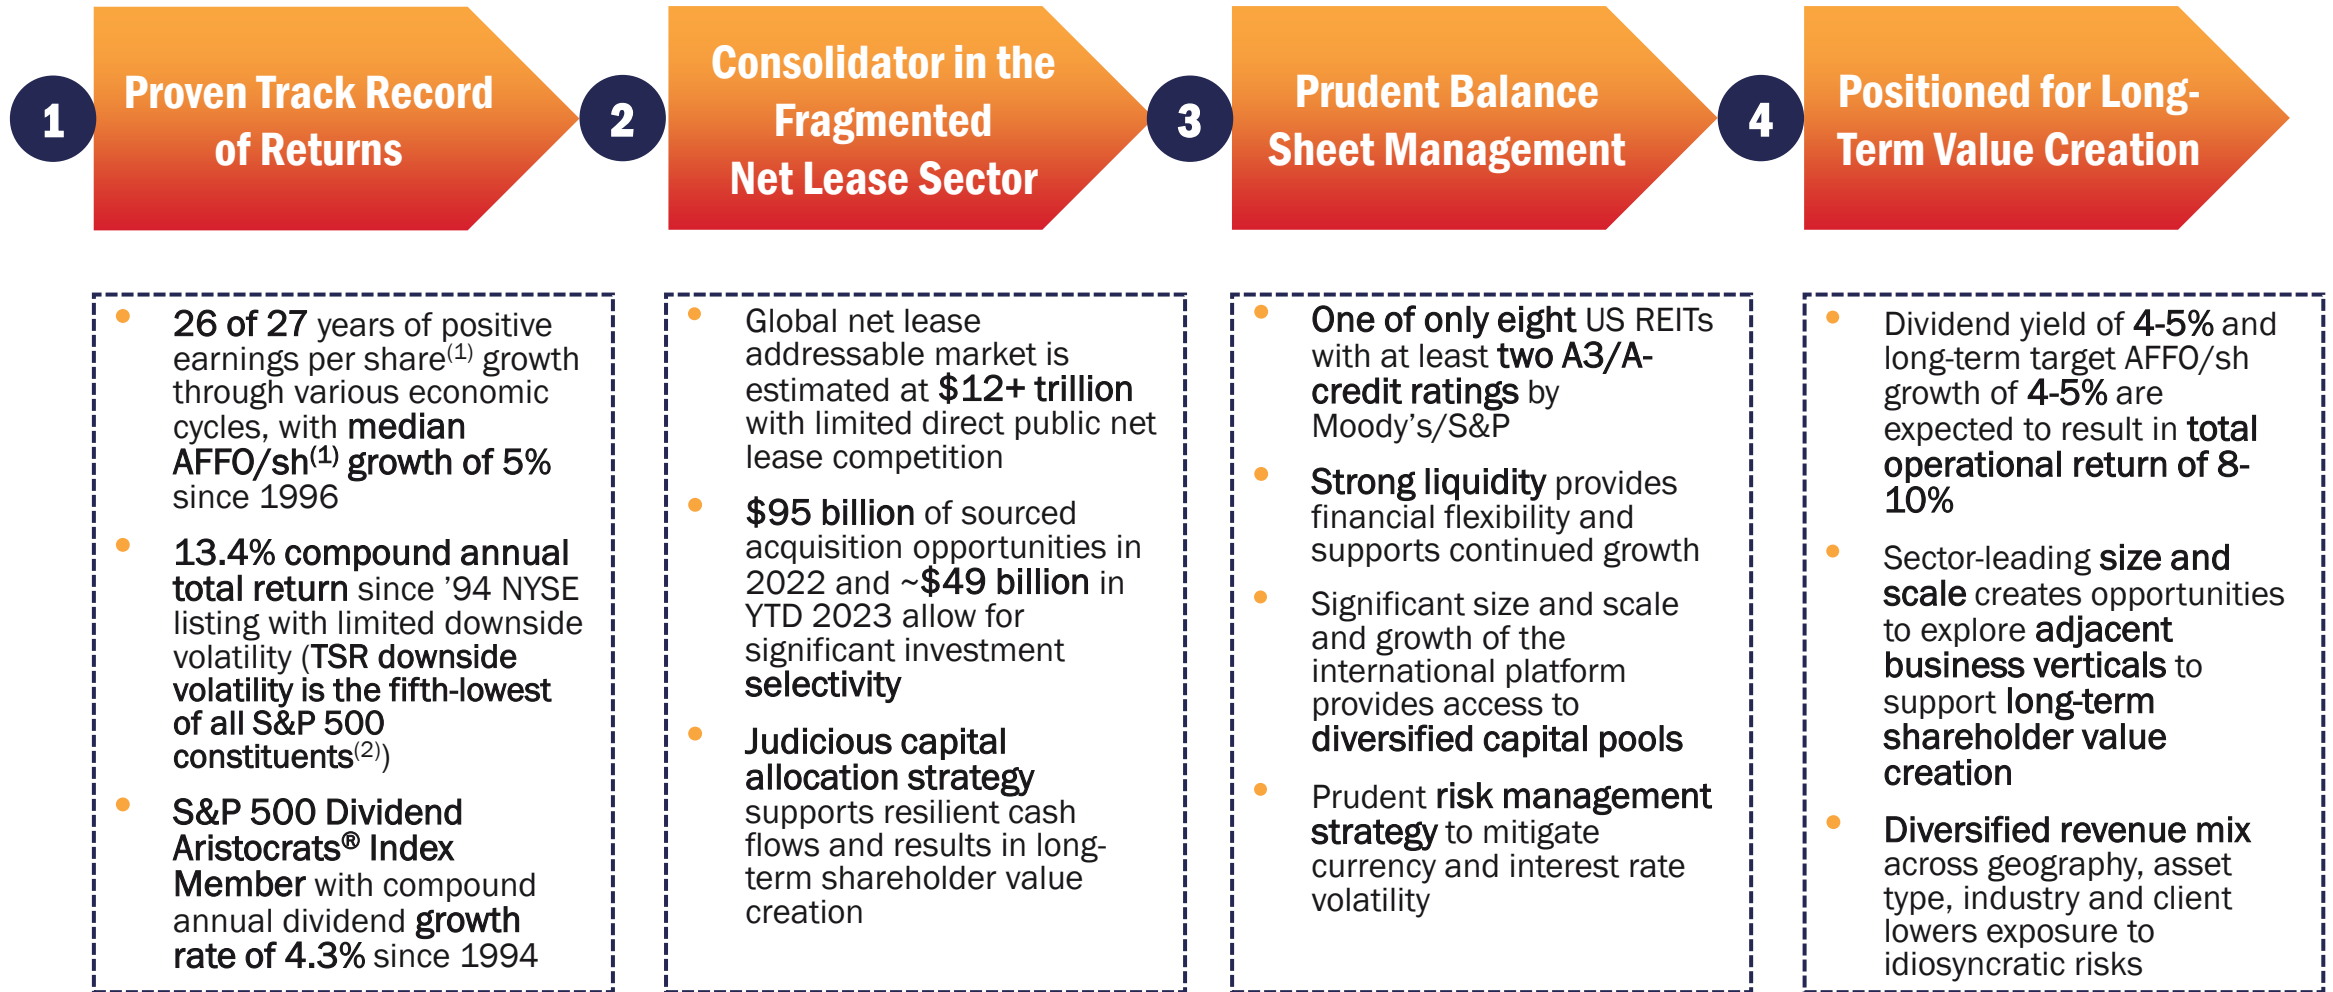 1
Proven Track Record
of Returns
2
Consolidator in the
Fragmented
Net Lease Sector
3
Prudent Balance
Sheet Management
4
Positioned for Long-
Term Value Creation
• 26 of 27 years of positive
earnings per share(1) growth
through various economic
cycles, with median
AFFO/sh(1) growth of 5%
since 1996
• 13.4% compound annual
total return since ’94 NYSE
listing with limited downside
volatility (TSR downside
volatility is the fifth-lowest
of all S&P 500
constituents(2))
• S&P 500 Dividend
Aristocrats® Index
Member with compound
annual dividend growth
rate of 4.3% since 1994
• Global net lease
addressable market is
estimated at $12+ trillion
with limited direct public net
lease competition
• $95 billion of sourced
acquisition opportunities in
2022 and ~$49 billion in
YTD 2023 allow for
significant investment
selectivity
• Judicious capital
allocation strategy
supports resilient cash
flows and results in long-
term shareholder value
creation
• One of only eight US REITs
with at least two A3/A-
credit ratings by
Moody’s/S&P
• Strong liquidity provides
financial flexibility and
supports continued growth
• Significant size and scale
and growth of the
international platform
provides access to
diversified capital pools
• Prudent risk management
strategy to mitigate
currency and interest rate
volatility
• Dividend yield of 4-5% and
long-term target AFFO/sh
growth of 4-5% are
expected to result in total
operational return of 8-
10%
• Sector-leading size and
scale creates opportunities
to explore adjacent
business verticals to
support long-term
shareholder value
creation
• Diversified revenue mix
across geography, asset
type, industry and client
lowers exposure to
idiosyncratic risks